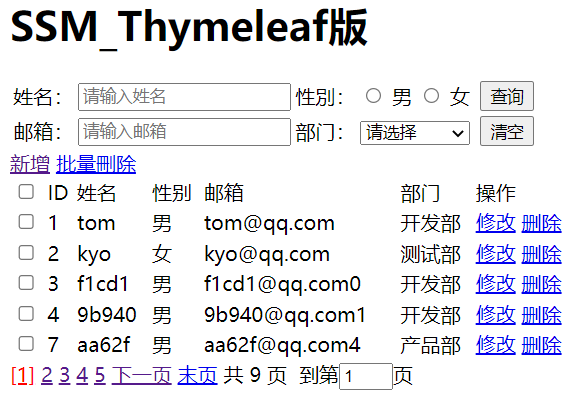 SSM_Thymeleaf版
姓名： 请输入姓名 性别： 男 女 查询
邮箱： 请输入邮箱 部门： 请选择 清空
新增 批量刪除
ID 姓名 性别 邮箱 部门 操作
1 tom 男 tom@qq.com 开发部 修改 删除
2 kyo 女 kyo@qq.com 测试部 修改 删除
3 f1cd1 男 f1cd1@qq.com0 开发部 修改 删除
4 9b940 男 9b940@qq.com1 开发部 修改 删除
7 aa62f 男 aa62f@qq.com4 产品部 修改 删除
[1] 2 3 4 5 下一页 末页 共 9 页 到第 1 页